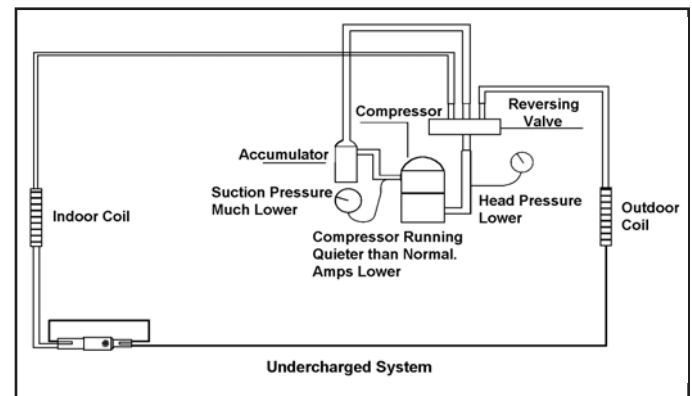 Compressor
Reversing
Valve
Accumulator
Suction Pressure
Much Lower
Head Pressure
Lower
Indoor Coil
Outdoor
Coil
Compressor Running
Quieter than Normal.
Amps Lower
Undercharged System